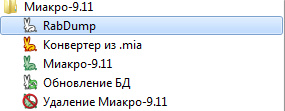 Миакро-9.11
RabDump
Конвертер из .mia
Миакро-9.11
Обновление БД
Удаление Миакро-9.11